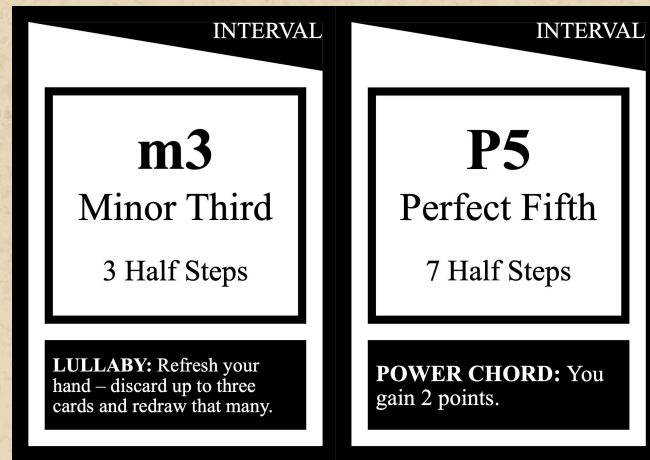 INTERVAL
m3
Minor Third
3 Half Steps
LULLABY: Refresh your
hand – discard up to three
cards and redraw that many.
INTERVAL
P5
Perfect Fifth
7 Half Steps
POWER CHORD: You
gain 2 points.